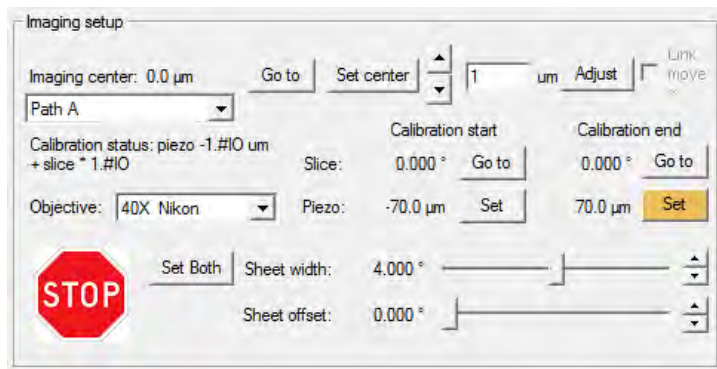 Imaging setup
Imaging center: 0.0 µm Go to Set center 1 um Adjust Link move
Path A
Calibration start Calibration end
Calibration status: piezo -1.#IO um
+ slice * 1.#IO
Slice: 0.000 ° Go to 0.000 ° Go to
Objective: 40X Nikon Piezo: -70.0 µm Set 70.0 µm Set
STOP Set Both Sheet width: 4.000 °
Sheet offset: 0.000 °